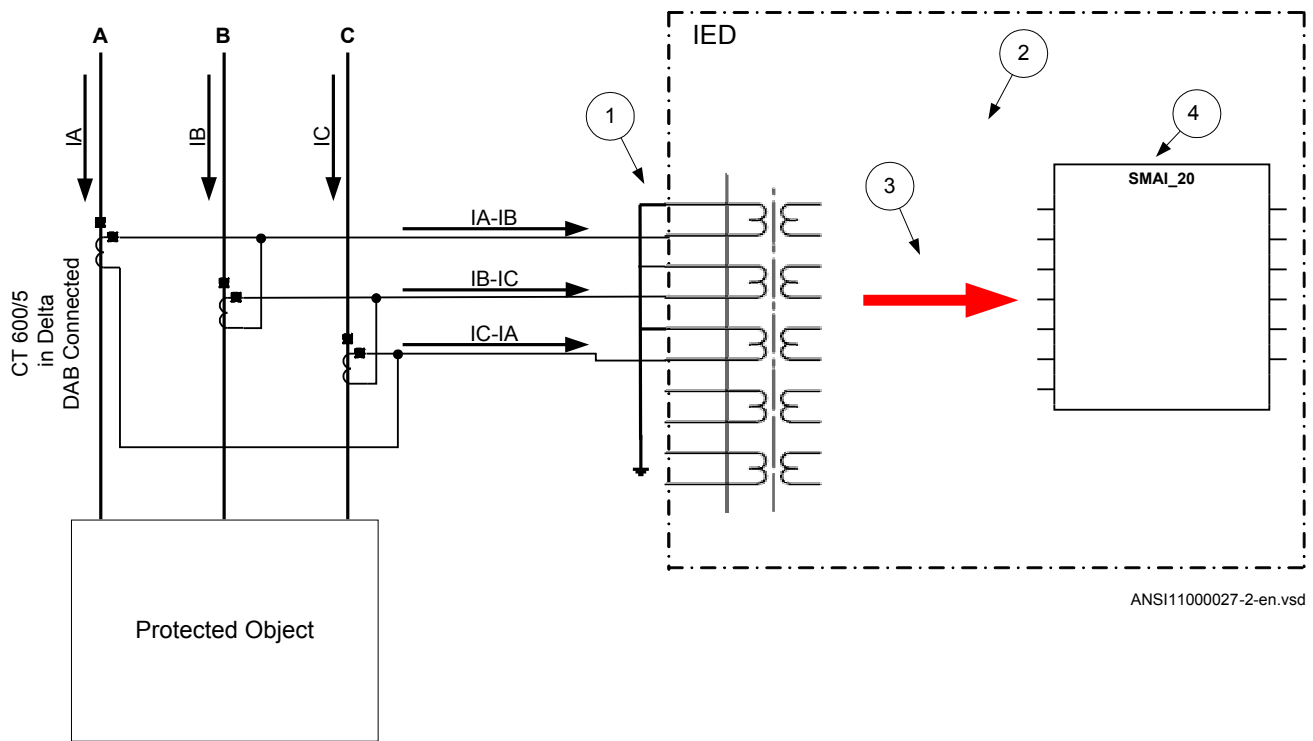 A
B
C
IED
2
1
4
SMAI_20
3
IA
IB
IC
IA-IB
IB-IC
IC-IA
CT 600/5
in Delta
DAB Connected
ANSI11000027-2-en.vsd
Protected Object